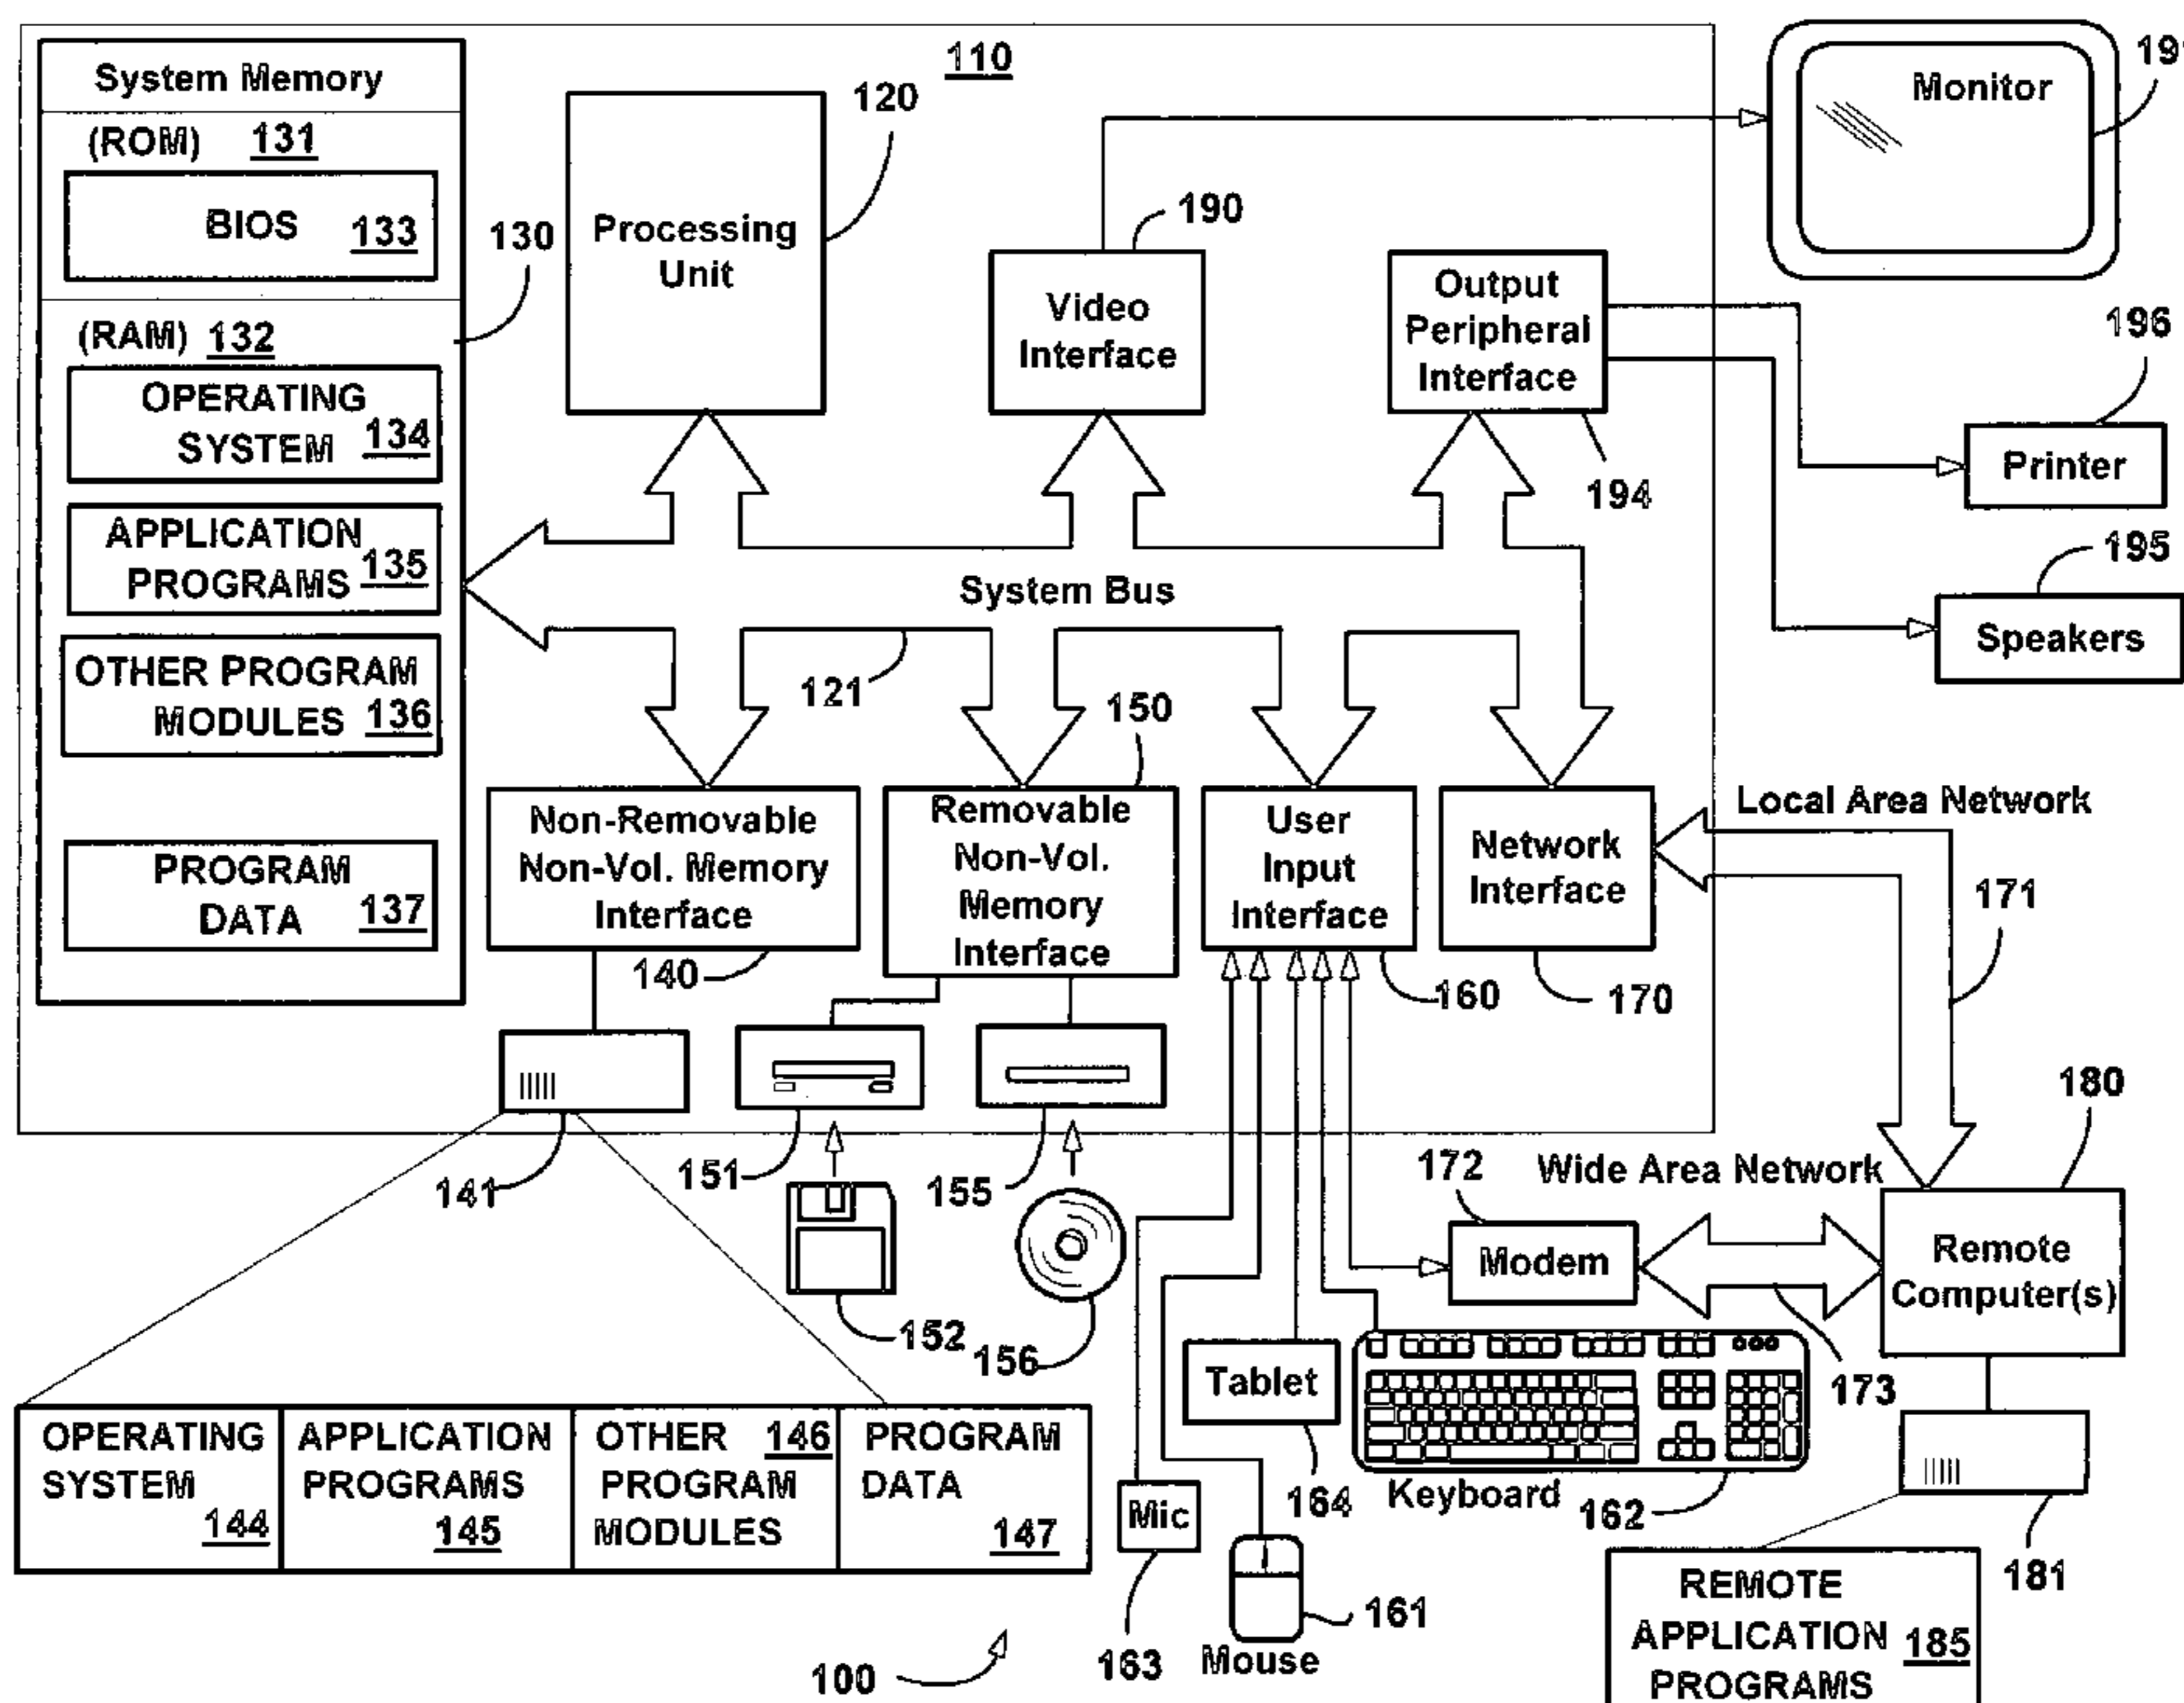 110
System Memory
(ROM) 131
BIOS 133
130
(RAM) 132
OPERATING
SYSTEM 134
APPLICATION
PROGRAMS 135
OTHER PROGRAM
MODULES 136
PROGRAM
DATA 137
120
Processing
Unit
190
Video
Interface
Output
Peripheral
Interface
194
Monitor
19
196
Printer
195
Speakers
System Bus
121
150
Non-Removable
Non-Vol. Memory
Interface
140
Removable
Non-Vol.
Memory
Interface
User
Input
Interface
160
Network
Interface
170
Local Area Network
171
180
141
151
155
152
156
172
Wide Area Network
Modem
Remote
Computer(s)
173
Tablet
164
Keyboard
162
Mic
163
161
Mouse
181
OPERATING
SYSTEM
144
APPLICATION
PROGRAMS
145
OTHER 146
PROGRAM
MODULES
PROGRAM
DATA
147
REMOTE
APPLICATION 185
PROGRAMS
100